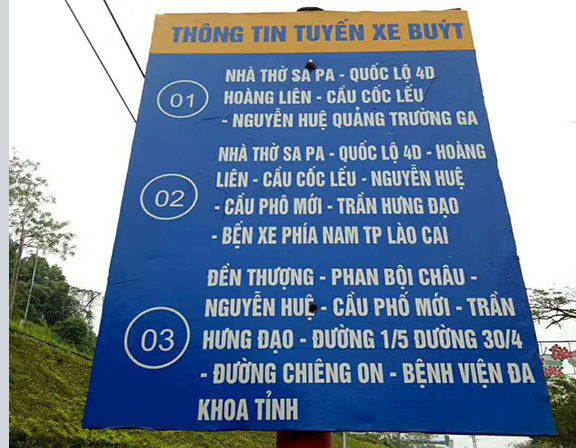 THÔNG TIN TUYẾN XE BUÝT
01
NHÀ THỜ SA PA - QUỐC LỘ 4D
HOÀNG LIÊN - CẦU CỐC LẾU
- NGUYỄN HUỆ QUẢNG TRƯỜNG GA
02
NHÀ THỜ SA PA - QUỐC LỘ 4D - HOÀNG
LIÊN - CẦU CỐC LẾU - NGUYỄN HUỆ
- CẦU PHÔ MỚI - TRẦN HƯNG ĐẠO
- BỆN XE PHÍA NAM TP LÀO CAI
03
ĐỀN THƯỢNG - PHAN BỘI CHÂU -
NGUYỄN HUỆ - CẦU PHỐ MỚI - TRẦN
HƯNG ĐẠO - ĐƯỜNG 1/5 ĐƯỜNG 30/4
- ĐƯỜNG CHIÊNG ON - BỆNH VIỆN ĐA
KHOA TỈNH